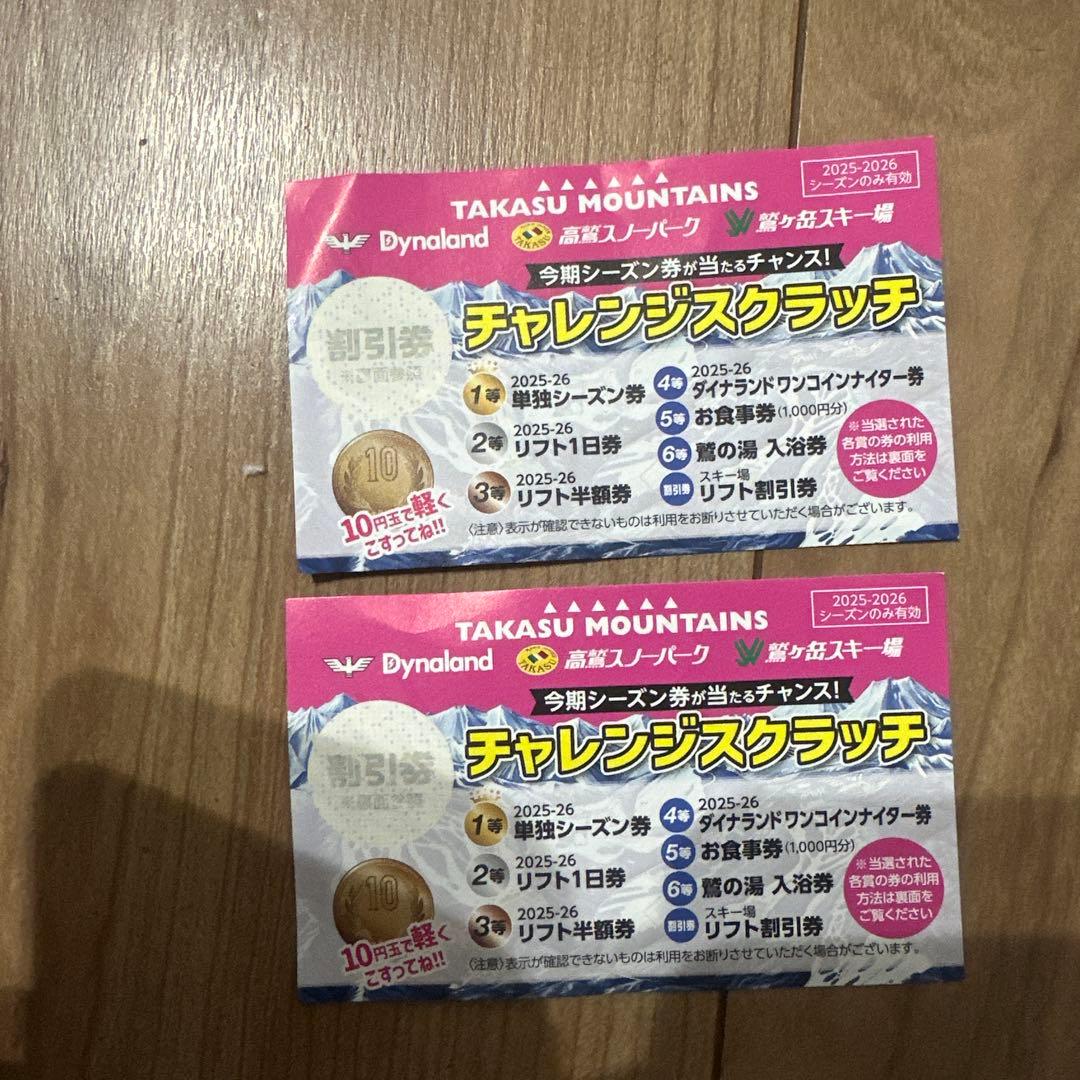 2025-2026
シーズンのみ有効
TAKASU MOUNTAINS
Dynaland TAKASU 高鷲スノーパーク 鷲ヶ岳スキー場
今期シーズン券が当たるチャンス!
チャレンジスクラッチ
割引券
※裏面参照
1等 2025-26 単独シーズン券
2等 2025-26 リフト1日券
3等 2025-26 リフト半額券
4等 2025-26 ダイナランドワンコインナイター券
5等 お食事券(1,000円分)
6等 鷲の湯 入浴券
割引券 スキー場 リフト割引券
※当選された
各賞の券の利用
方法は裏面を
ご覧ください
10
10円玉で軽く
こすってね!!
〈注意〉表示が確認できないものは利用をお断りさせていただく場合がございます。
2025-2026
シーズンのみ有効
TAKASU MOUNTAINS
Dynaland TAKASU 高鷲スノーパーク 鷲ヶ岳スキー場
今期シーズン券が当たるチャンス!
チャレンジスクラッチ
割引券
※裏面参照
1等 2025-26 単独シーズン券
2等 2025-26 リフト1日券
3等 2025-26 リフト半額券
4等 2025-26 ダイナランドワンコインナイター券
5等 お食事券(1,000円分)
6等 鷲の湯 入浴券
割引券 スキー場 リフト割引券
※当選された
各賞の券の利用
方法は裏面を
ご覧ください
10
10円玉で軽く
こすってね!!
〈注意〉表示が確認できないものは利用をお断りさせていただく場合がございます。